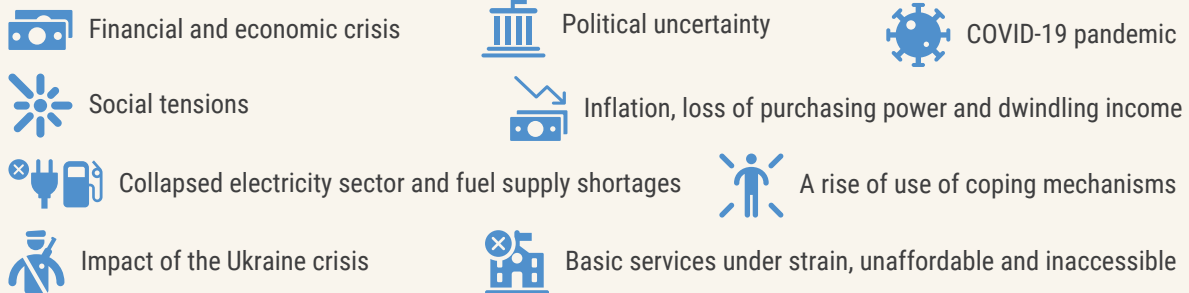 Financial and economic crisis
Political uncertainty
COVID-19 pandemic
Social tensions
Inflation, loss of purchasing power and dwindling income
Collapsed electricity sector and fuel supply shortages
A rise of use of coping mechanisms
Impact of the Ukraine crisis
Basic services under strain, unaffordable and inaccessible